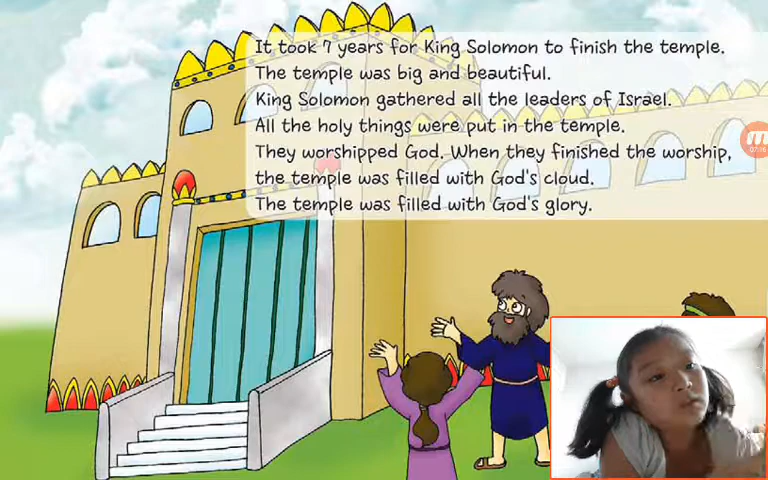 It took 7 years for King Solomon to finish the temple.
The temple was big and beautiful.
King Solomon gathered all the leaders of Israel.
All the holy things were put in the temple.
They worshipped God. When they finished the worship,
the temple was filled with God's cloud.
The temple was filled with God's glory.
07:16